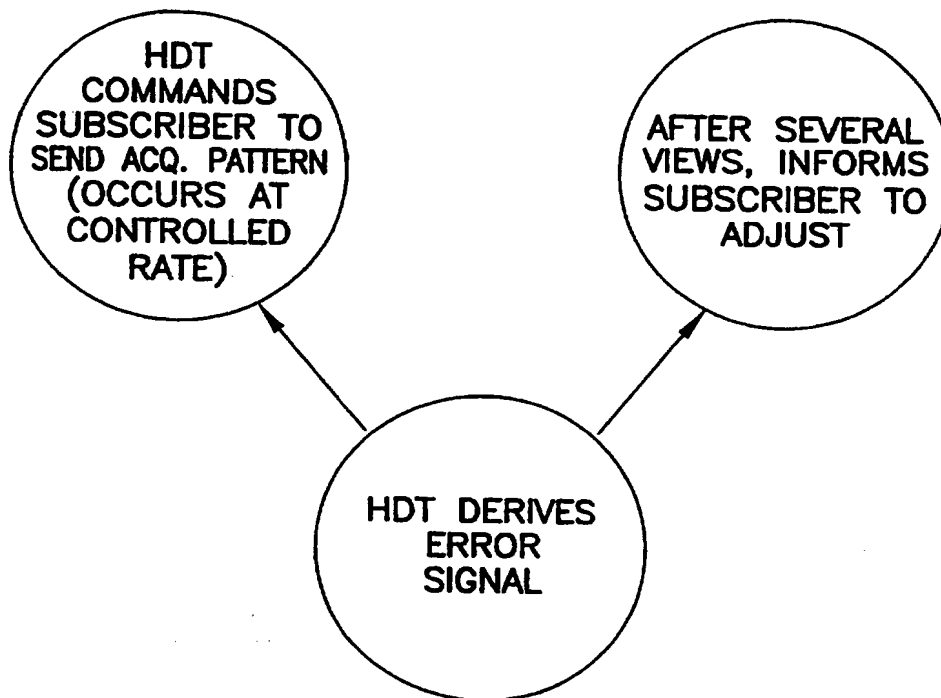 HDT
COMMANDS
SUBSCRIBER TO
SEND ACQ. PATTERN
(OCCURS AT
CONTROLLED
RATE)
AFTER SEVERAL
VIEWS, INFORMS
SUBSCRIBER TO
ADJUST
HDT DERIVES
ERROR
SIGNAL